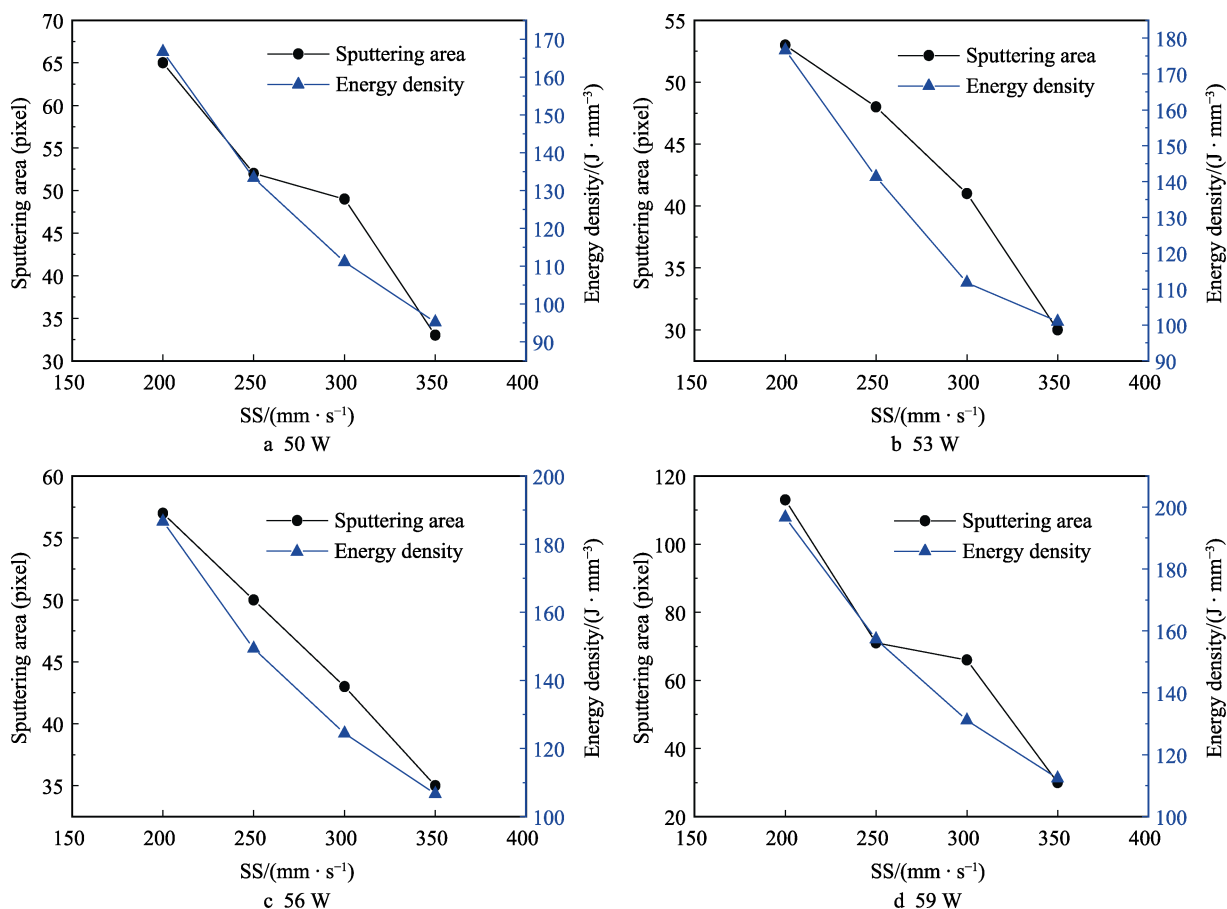 70
65
60
55
50
45
40
35
30
Sputtering area (pixel)
Sputtering area
Energy density
170
160
150
140
130
120
110
100
90
Energy density/(J · mm⁻³)
150 200 250 300 350 400
SS/(mm · s⁻¹)
a 50 W
55
50
45
40
35
30
Sputtering area (pixel)
Sputtering area
Energy density
180
170
160
150
140
130
120
110
100
90
Energy density/(J · mm⁻³)
150 200 250 300 350 400
SS/(mm · s⁻¹)
b 53 W
60
55
50
45
40
35
Sputtering area (pixel)
Sputtering area
Energy density
200
180
160
140
120
100
Energy density/(J · mm⁻³)
150 200 250 300 350 400
SS/(mm · s⁻¹)
c 56 W
120
100
80
60
40
20
Sputtering area (pixel)
Sputtering area
Energy density
200
180
160
140
120
100
Energy density/(J · mm⁻³)
150 200 250 300 350 400
SS/(mm · s⁻¹)
d 59 W